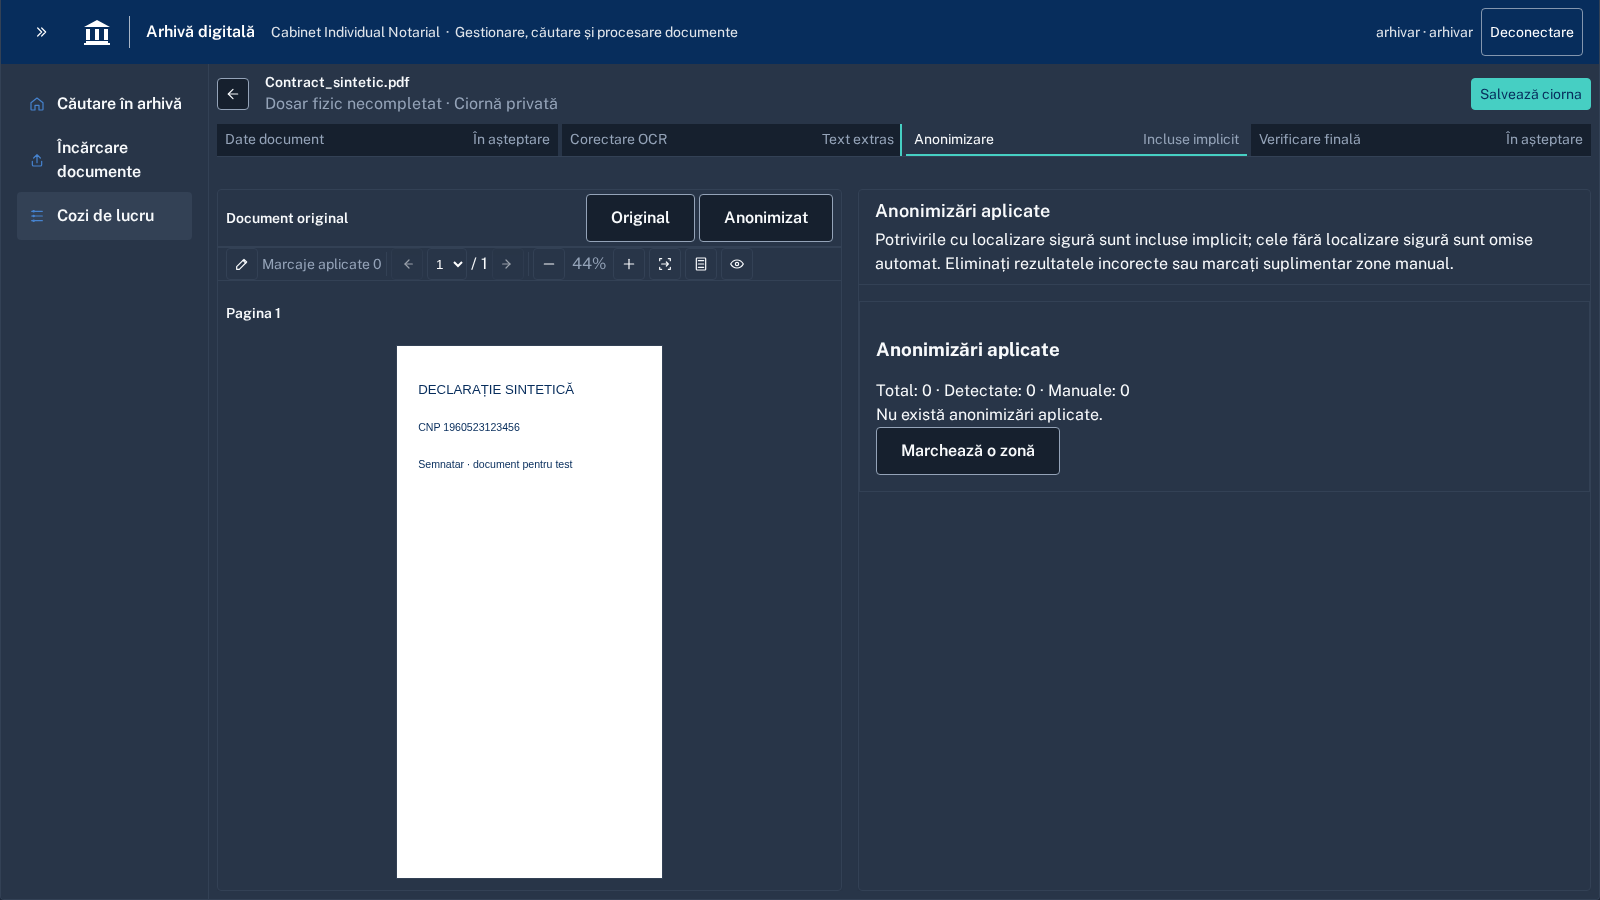 Arhivă digitală
Cabinet Individual Notarial · Gestionare, căutare și procesare documente
arhivar · arhivar
Deconectare
Căutare în arhivă
Încărcare
documente
Cozi de lucru
Contract_sintetic.pdf
Dosar fizic necompletat · Ciornă privată
Salvează ciorna
Date document
În așteptare
Corectare OCR
Text extras
Anonimizare
Incluse implicit
Verificare finală
În așteptare
Document original
Original
Anonimizat
Marcaje aplicate 0
1
/ 1
44%
Pagina 1
DECLARAȚIE SINTETICĂ
CNP 1960523123456
Semnatar · document pentru test
Anonimizări aplicate
Potrivirile cu localizare sigură sunt incluse implicit; cele fără localizare sigură sunt omise
automat. Eliminați rezultatele incorecte sau marcați suplimentar zone manual.
Anonimizări aplicate
Total: 0 · Detectate: 0 · Manuale: 0
Nu există anonimizări aplicate.
Marchează o zonă